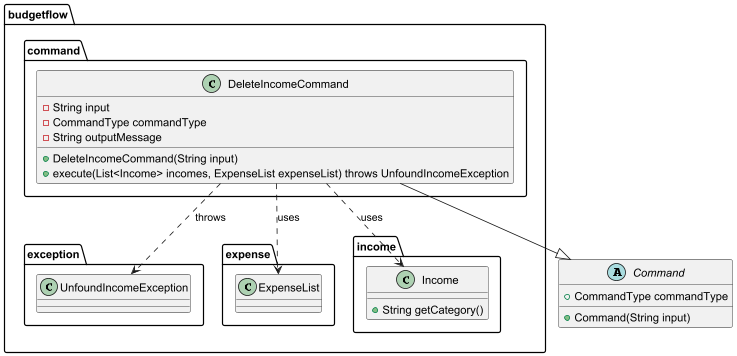 budgetflow
command
C DeleteIncomeCommand
String input
CommandType commandType
String outputMessage
DeleteIncomeCommand(String input)
execute(List<Income> incomes, ExpenseList expenseList) throws UnfoundIncomeException
throws
uses
uses
exception
C UnfoundIncomeException
expense
C ExpenseList
income
C Income
String getCategory()
A Command
CommandType commandType
Command(String input)